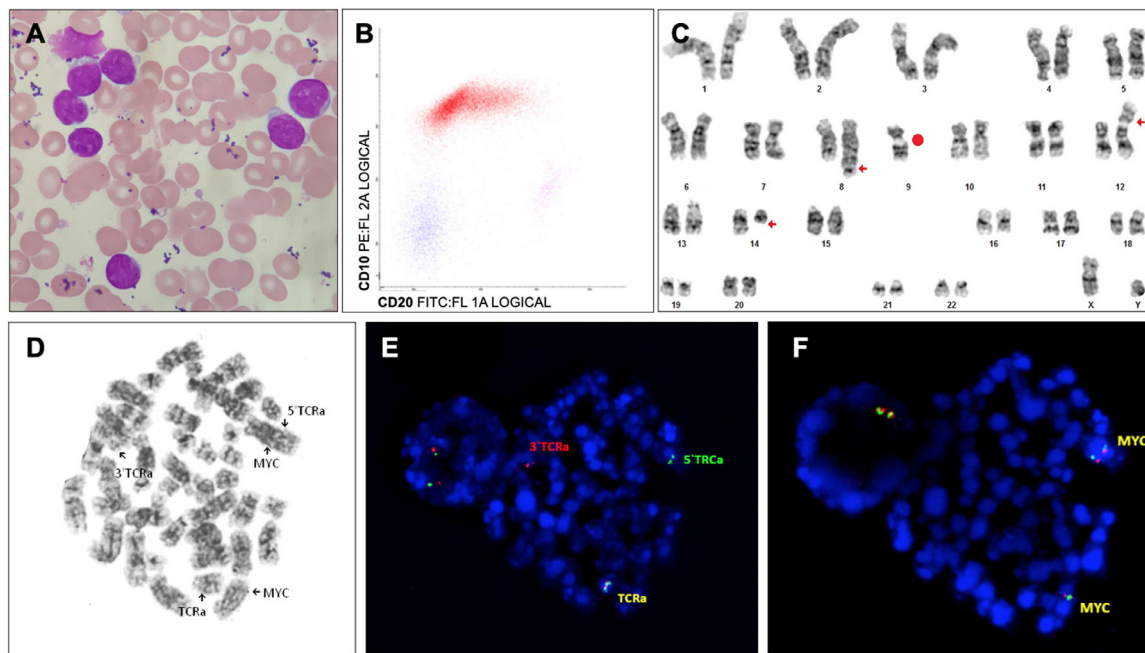 A
B
CD10 PE:FL 2A LOGICAL
CD20 FITC:FL 1A LOGICAL
C
1 2 3 4 5
6 7 8 9 10 11 12
13 14 15 16 17 18
19 20 21 22 X Y
D
5'TCRa
MYC
3'TCRa
MYC
TCRa
E
3`TCRa
5`TRCa
TCRa
F
MYC
MYC